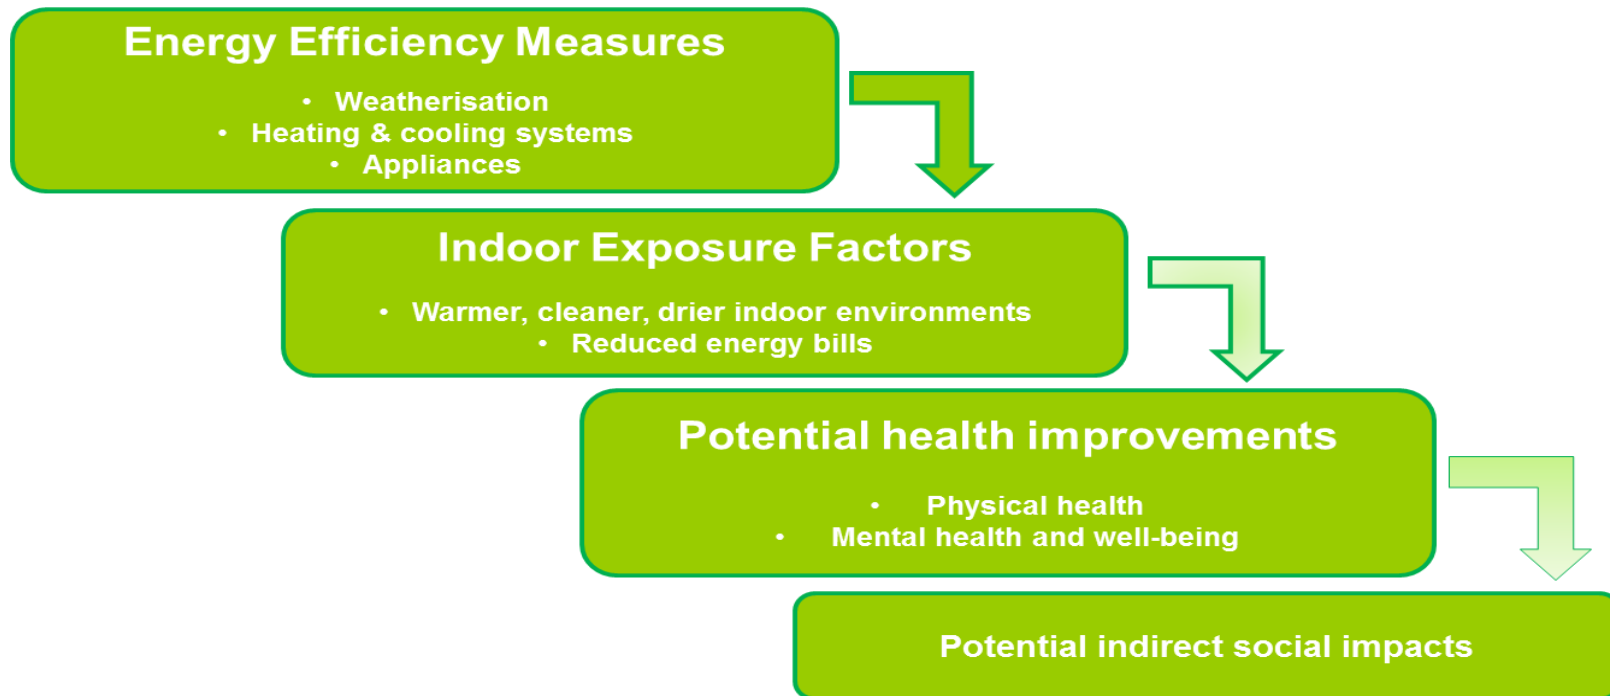 Energy Efficiency Measures
• Weatherisation
• Heating & cooling systems
• Appliances
Indoor Exposure Factors
• Warmer, cleaner, drier indoor environments
• Reduced energy bills
Potential health improvements
• Physical health
• Mental health and well-being
Potential indirect social impacts